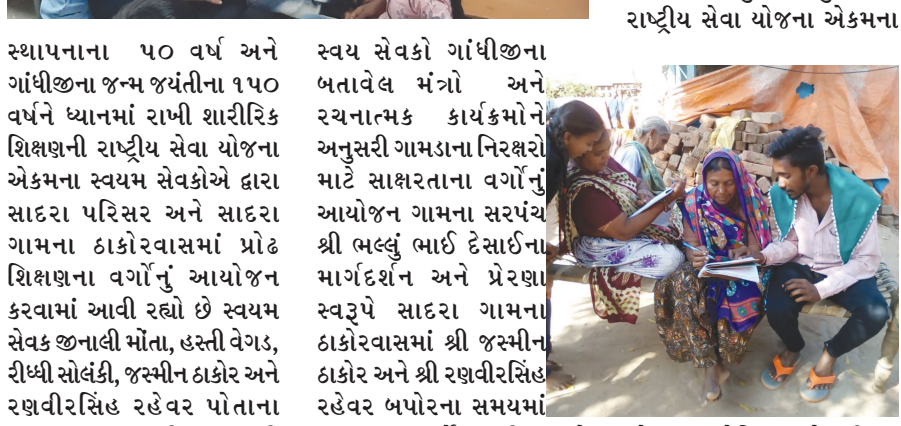 સ્થાપનાના ૫૦ વર્ષ અને
ગાંધીજીના જન્મ જયંતીના ૧૫૦
વર્ષને ધ્યાનમાં રાખી શારીરિક
શિક્ષણની રાષ્ટ્રીય સેવા યોજના
એકમના સ્વયમ સેવકોએ દ્વારા
સાદરા પરિસર અને સાદરા
ગામના ઠાકોરવાસમાં પ્રોઢ
શિક્ષણના વર્ગોનું આયોજન
કરવામાં આવી રહ્યો છે સ્વયમ
સેવક જીનાલી મોંતા, હસ્તી વેગડ,
રીધ્ધી સોલંકી, જસ્મીન ઠાકોર અને
રણવીરસિંહ રહેવર પોતાના
સ્વય સેવકો ગાંધીજીના
બતાવેલ મંત્રો અને
રચનાત્મક કાર્યક્રમોને
અનુસરી ગામડાના નિરક્ષરો
માટે સાક્ષરતાના વર્ગોનું
આયોજન ગામના સરપંચ
શ્રી ભલ્લું ભાઈ દેસાઈના
માર્ગદર્શન અને પ્રેરણા
સ્વરૂપે સાદરા ગામના
ઠાકોરવાસમાં શ્રી જસ્મીન
ઠાકોર અને શ્રી રણવીરસિંહ
રહેવર બપોરના સમયમાં
રાષ્ટ્રીય સેવા યોજના એકમના